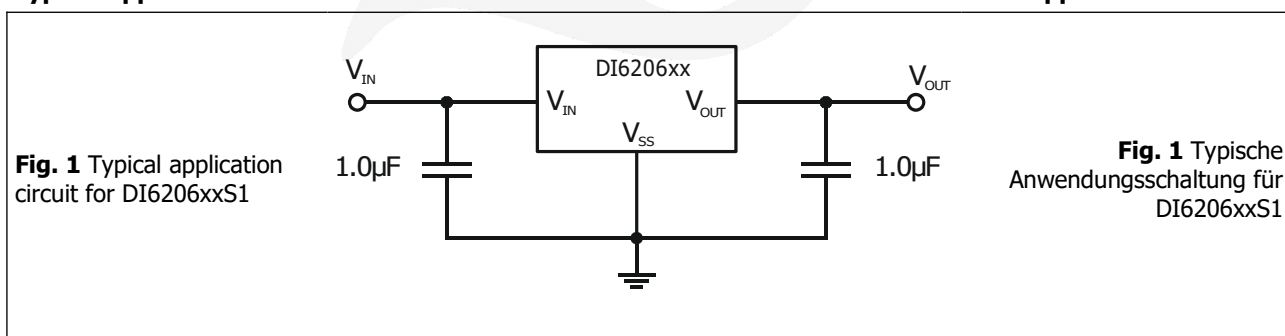 DI6206xx
V_IN
V_IN
V_OUT
V_OUT
V_SS
1.0µF
1.0µF
Fig. 1 Typical application
circuit for DI6206xxS1
Fig. 1 Typische
Anwendungsschaltung für
DI6206xxS1